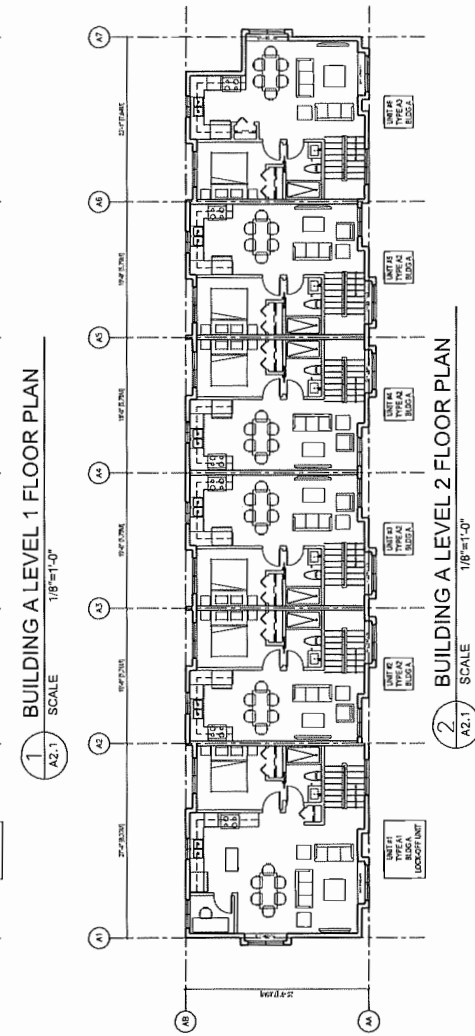 1
A2.1
BUILDING A LEVEL 1 FLOOR PLAN
SCALE
1/8"=1'-0"
A1
A2
A3
A4
A5
A6
A7
AB
AA
UNIT #1
TYPE A1
BLDG A
LOCK-OFF UNIT
UNIT #2
TYPE A2
BLDG A
UNIT #3
TYPE A2
BLDG A
UNIT #4
TYPE A2
BLDG A
UNIT #5
TYPE A2
BLDG A
UNIT #6
TYPE A3
BLDG A
2
A2.1
BUILDING A LEVEL 2 FLOOR PLAN
SCALE
1/8"=1'-0"